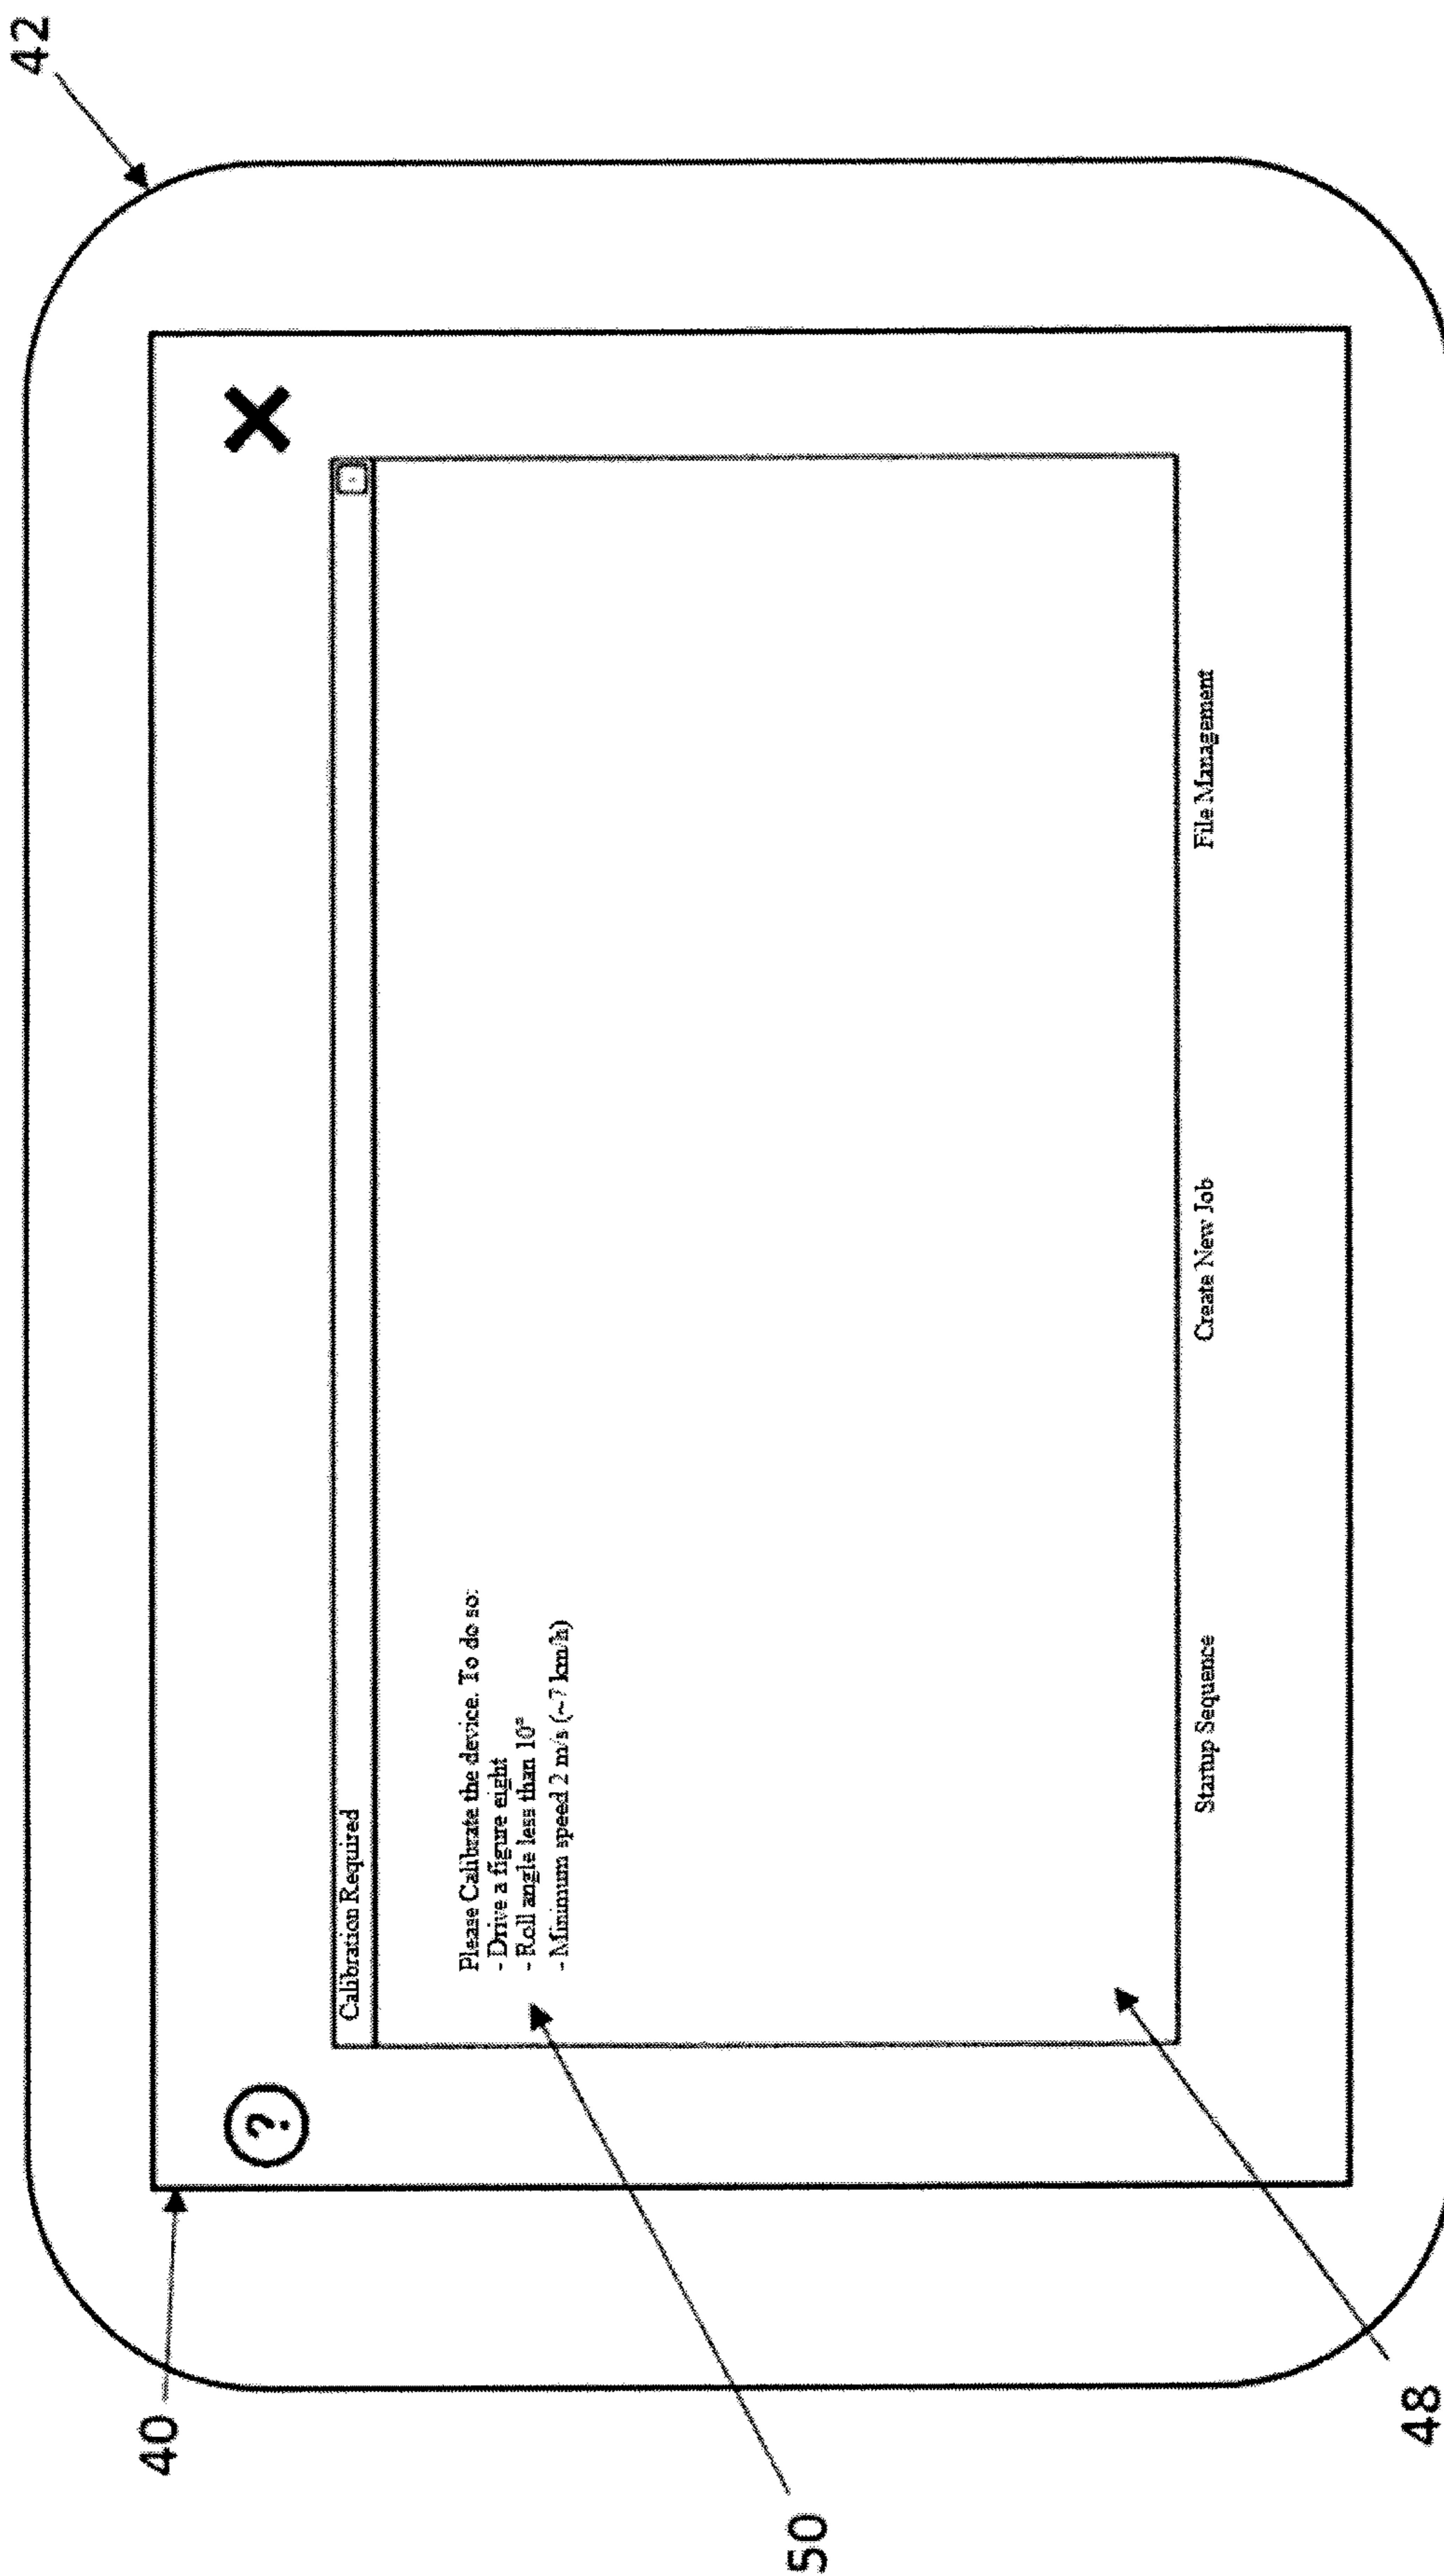 42
40
?
Calibration Required
Please Calibrate the device. To do so:
- Drive a figure eight
- Roll angle less than 10°
- Minimum speed 2 m/s (~7 km/h)
50
Startup Sequence
Create New Job
File Management
48